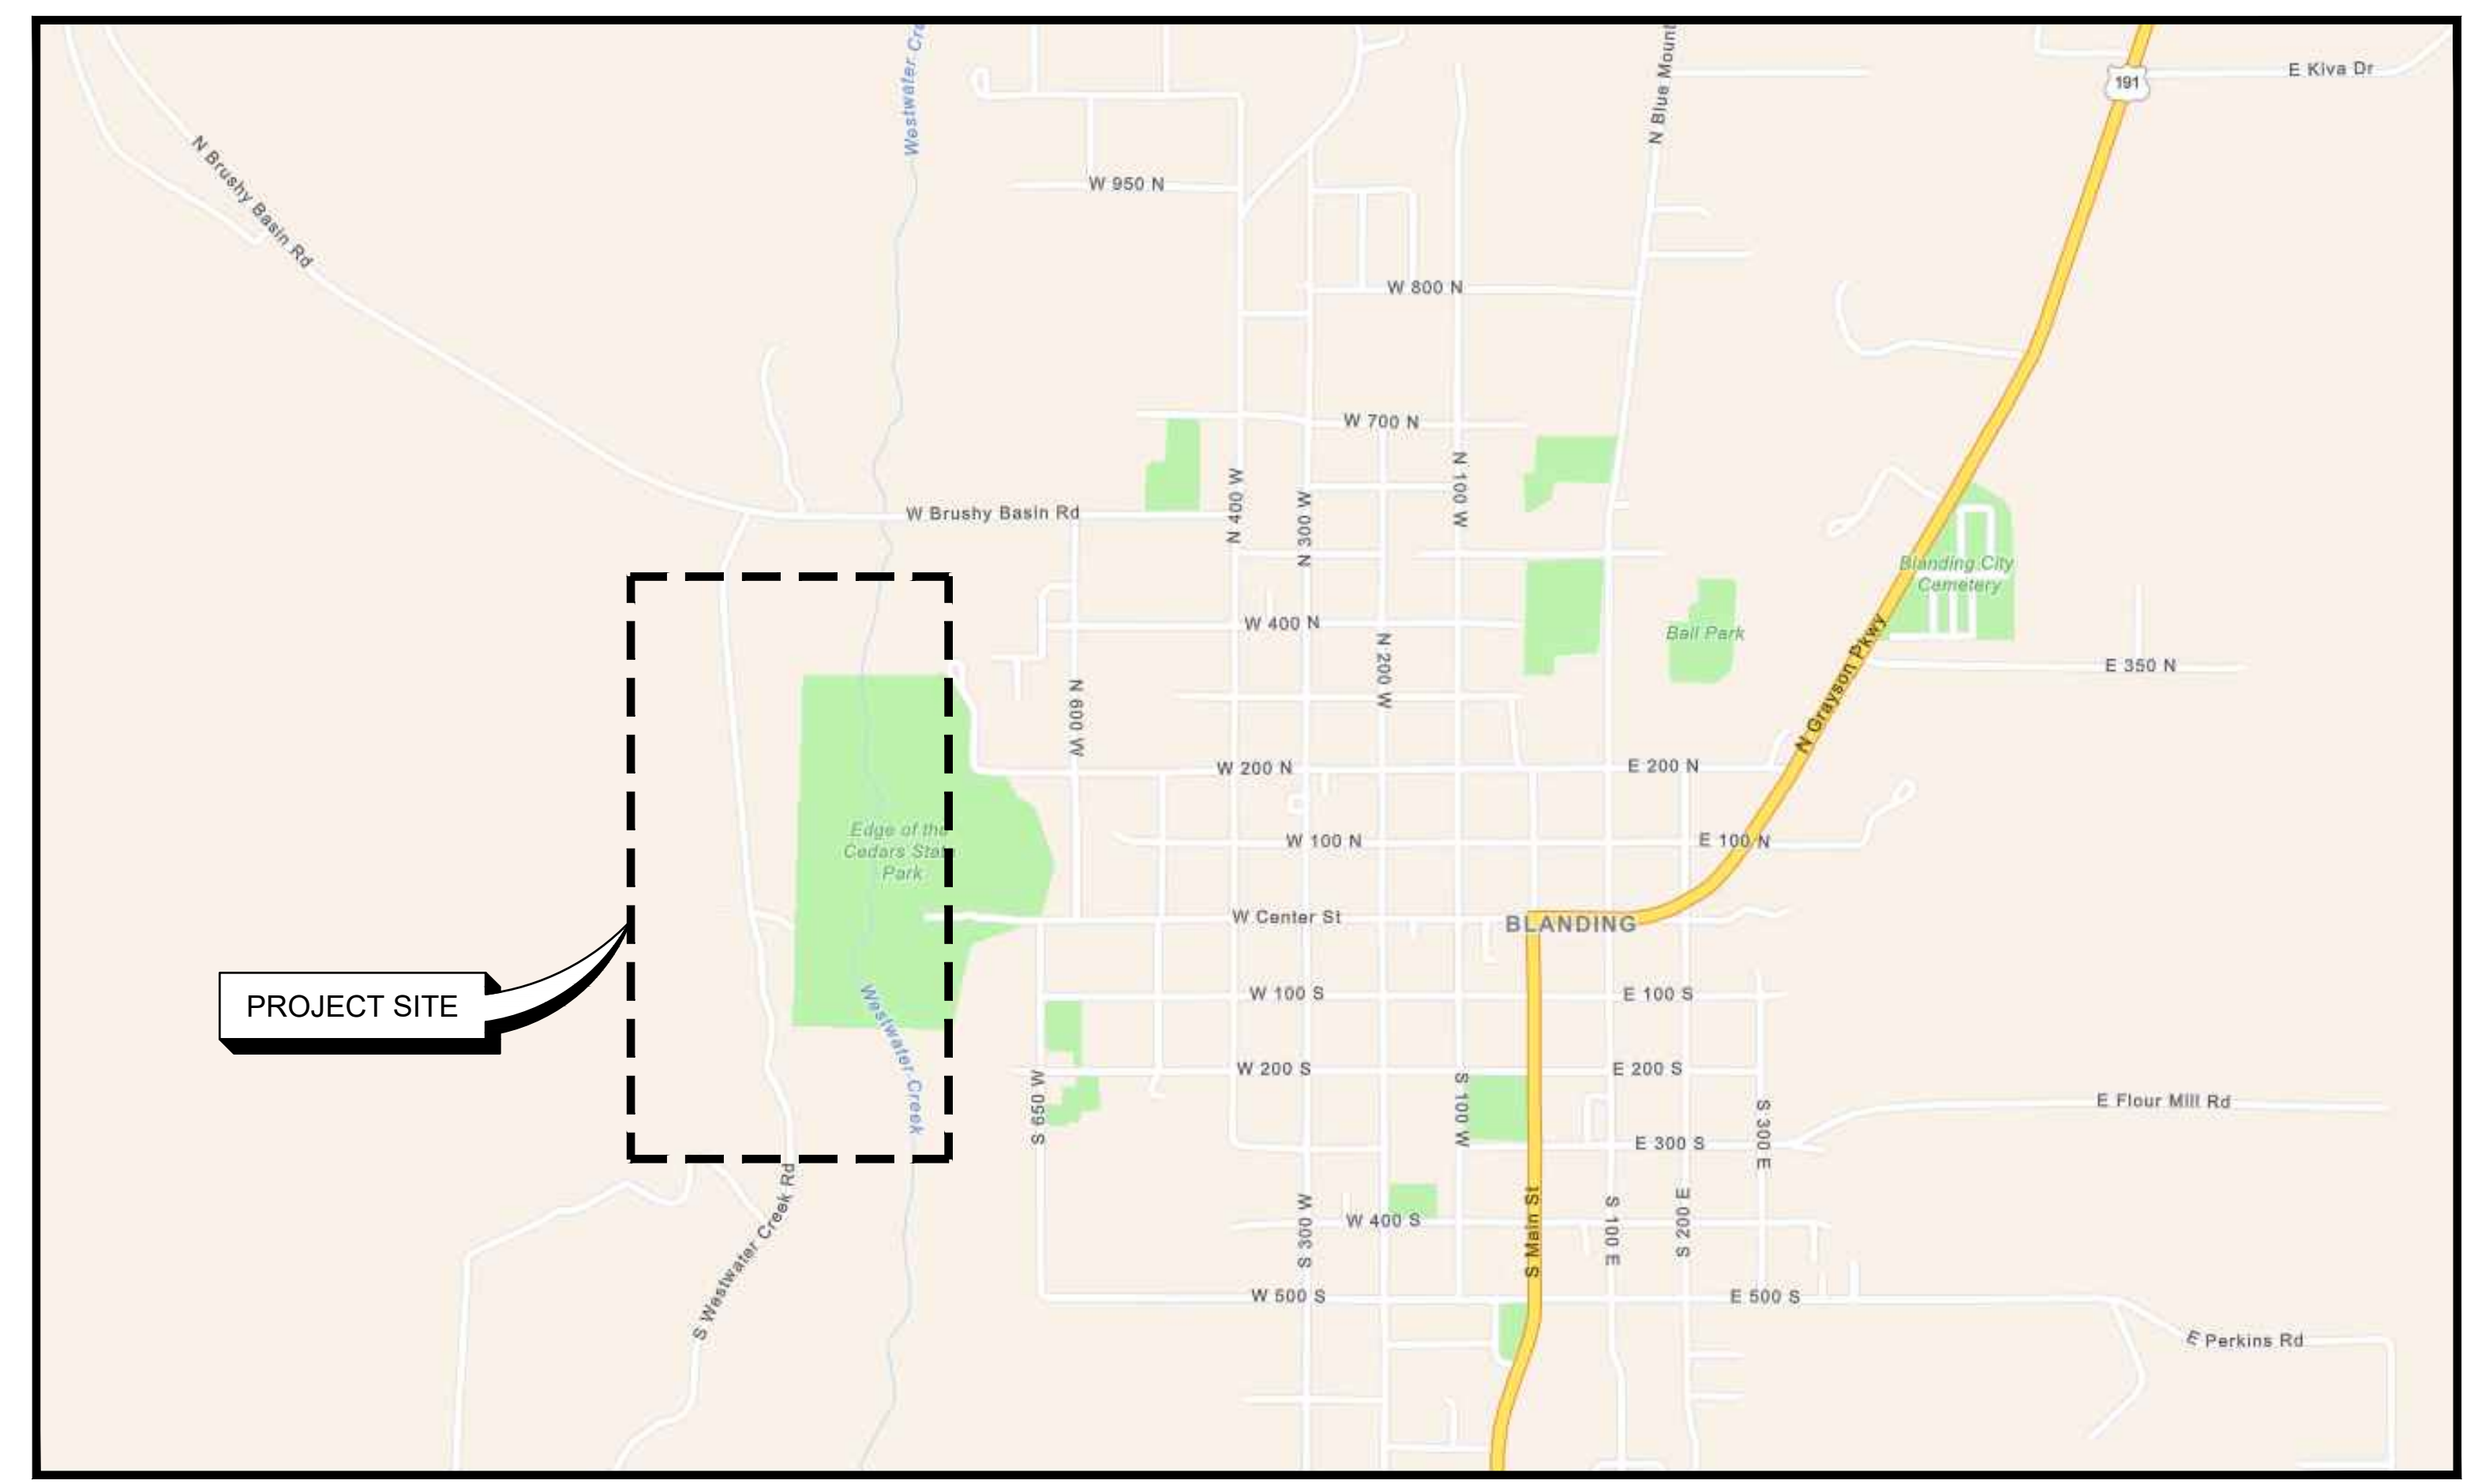 Westwater Cre
N Blue Mount
191
E Kiva Dr
N Brushy Basin Rd
W 950 N
W 800 N
W 700 N
N 400 W
N 300 W
N 100 W
W Brushy Basin Rd
Blanding City
Cemetery
W 400 N
N 200 W
Ball Park
N Grayson Pkwy
E 350 N
N 600 W
W 200 N
E 200 N
Edge of the
Cedars State
Park
W 100 N
E 100 N
W Center St
BLANDING
PROJECT SITE
Westwater Creek
W 100 S
E 100 S
W 200 S
E 200 S
S 650 W
S 100 W
S 300 E
E Flour Mill Rd
E 300 S
S Westwater Creek Rd
S 300 W
W 400 S
S Main St
S 100 E
S 200 E
W 500 S
E 500 S
E Perkins Rd